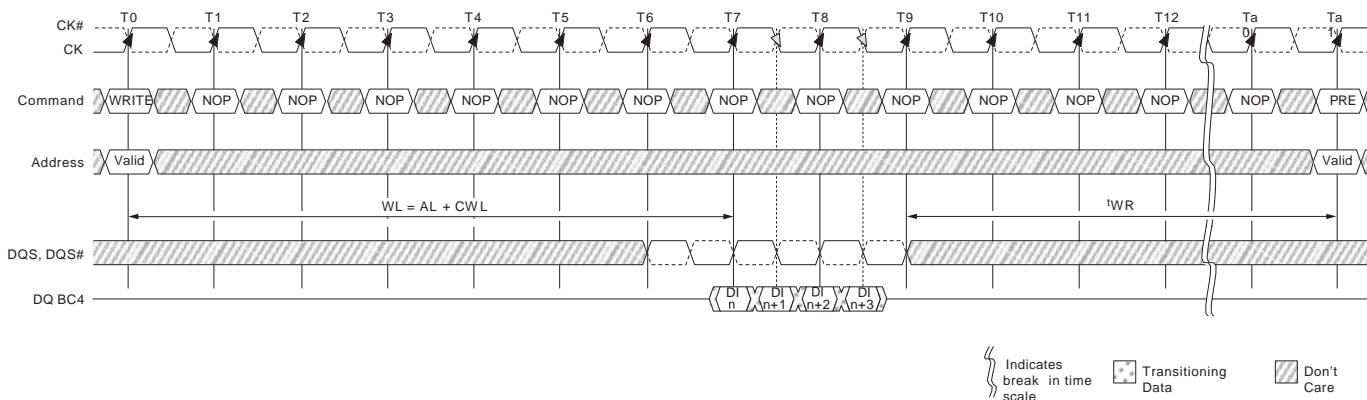 T0 T1 T2 T3 T4 T5 T6 T7 T8 T9 T10 T11 T12 Ta Ta
0 1
CK#
CK
Command WRITE NOP NOP NOP NOP NOP NOP NOP NOP NOP NOP NOP NOP NOP PRE
Address Valid Valid
WL = AL + CWL tWR
DQS, DQS#
DQ BC4 DI DI DI DI
n n+1 n+2 n+3
Indicates
break in time
scale
Transitioning
Data
Don't
Care